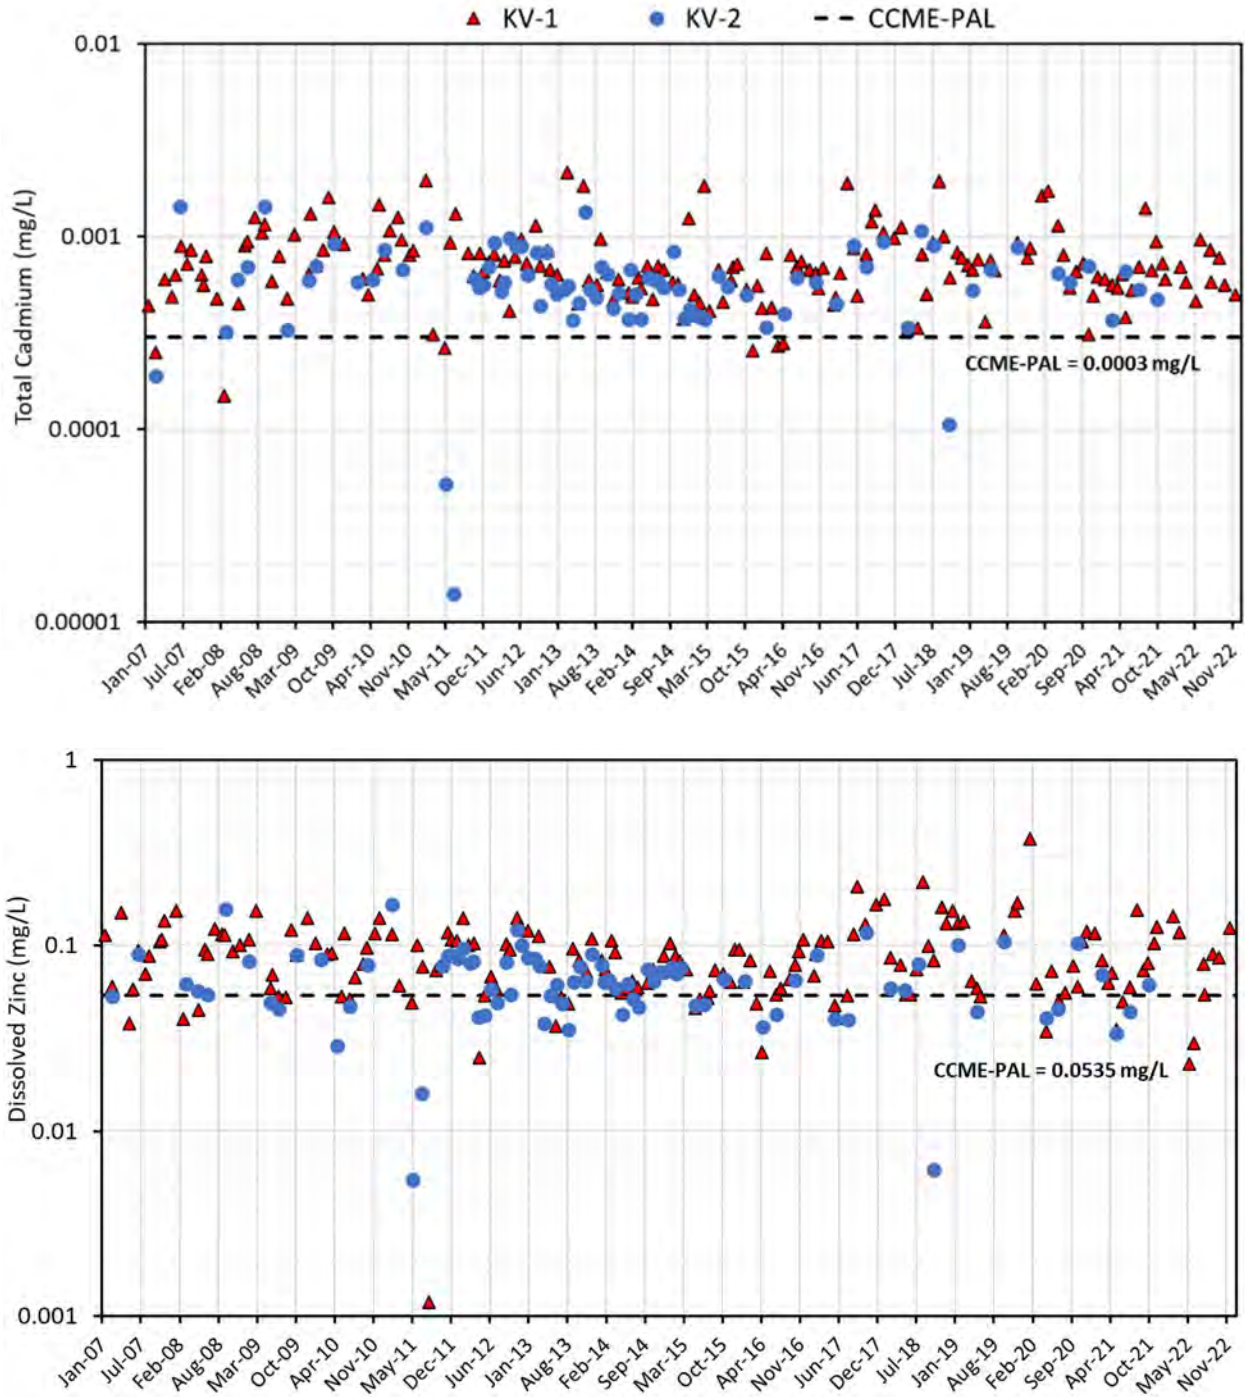 KV-1 KV-2 CCME-PAL
0.01
0.001
0.0001
0.00001
Total Cadmium (mg/L)
CCME-PAL = 0.0003 mg/L
Jan-07 Jul-07 Feb-08 Aug-08 Mar-09 Oct-09 Apr-10 Nov-10 May-11 Dec-11 Jun-12 Jan-13 Aug-13 Feb-14 Sep-14 Mar-15 Oct-15 Apr-16 Nov-16 Jun-17 Dec-17 Jul-18 Jan-19 Aug-19 Feb-20 Sep-20 Apr-21 Oct-21 May-22 Nov-22
1
0.1
0.01
0.001
Dissolved Zinc (mg/L)
CCME-PAL = 0.0535 mg/L
Jan-07 Jul-07 Feb-08 Aug-08 Mar-09 Oct-09 Apr-10 Nov-10 May-11 Dec-11 Jun-12 Jan-13 Aug-13 Feb-14 Sep-14 Mar-15 Oct-15 Apr-16 Nov-16 Jun-17 Dec-17 Jul-18 Jan-19 Aug-19 Feb-20 Sep-20 Apr-21 Oct-21 May-22 Nov-22